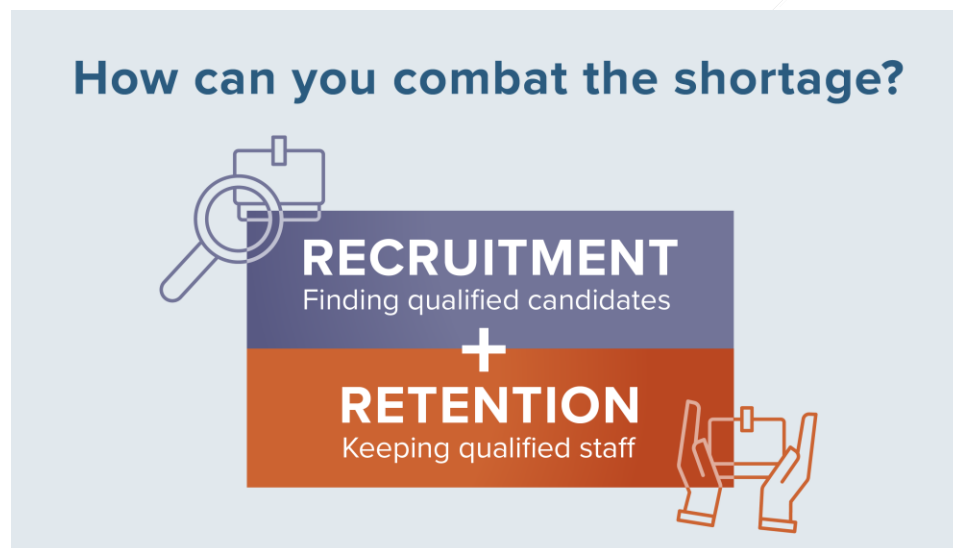 How can you combat the shortage?
RECRUITMENT
Finding qualified candidates
+
RETENTION
Keeping qualified staff